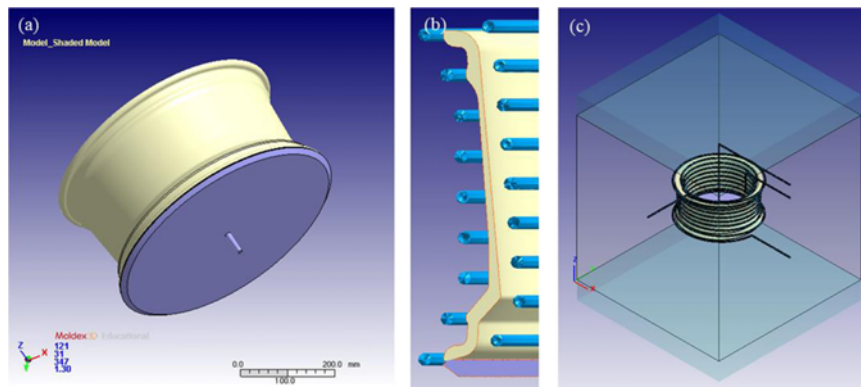 (a)
Model_Shaded Model
Moldex3D Educational
121
31
347
1.30
Z
X
Y
0.0
100.0
200.0 mm
(b)
(c)
Z
Y
X